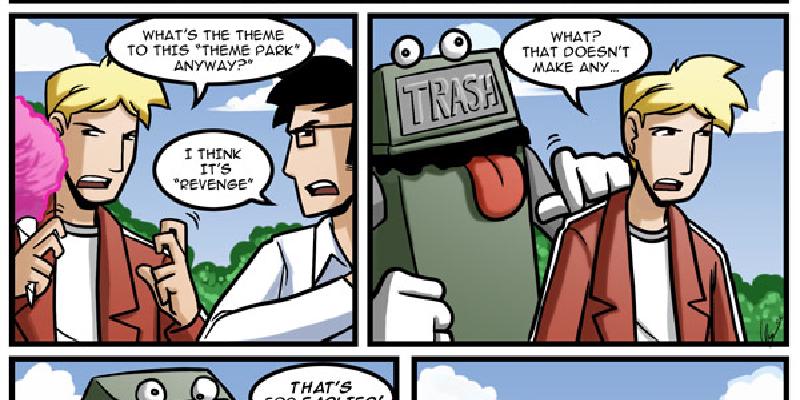 WHAT'S THE THEME
TO THIS "THEME PARK"
ANYWAY?"
I THINK
IT'S
"REVENGE"
WHAT?
THAT DOESN'T
MAKE ANY...
TRASH
THAT'S